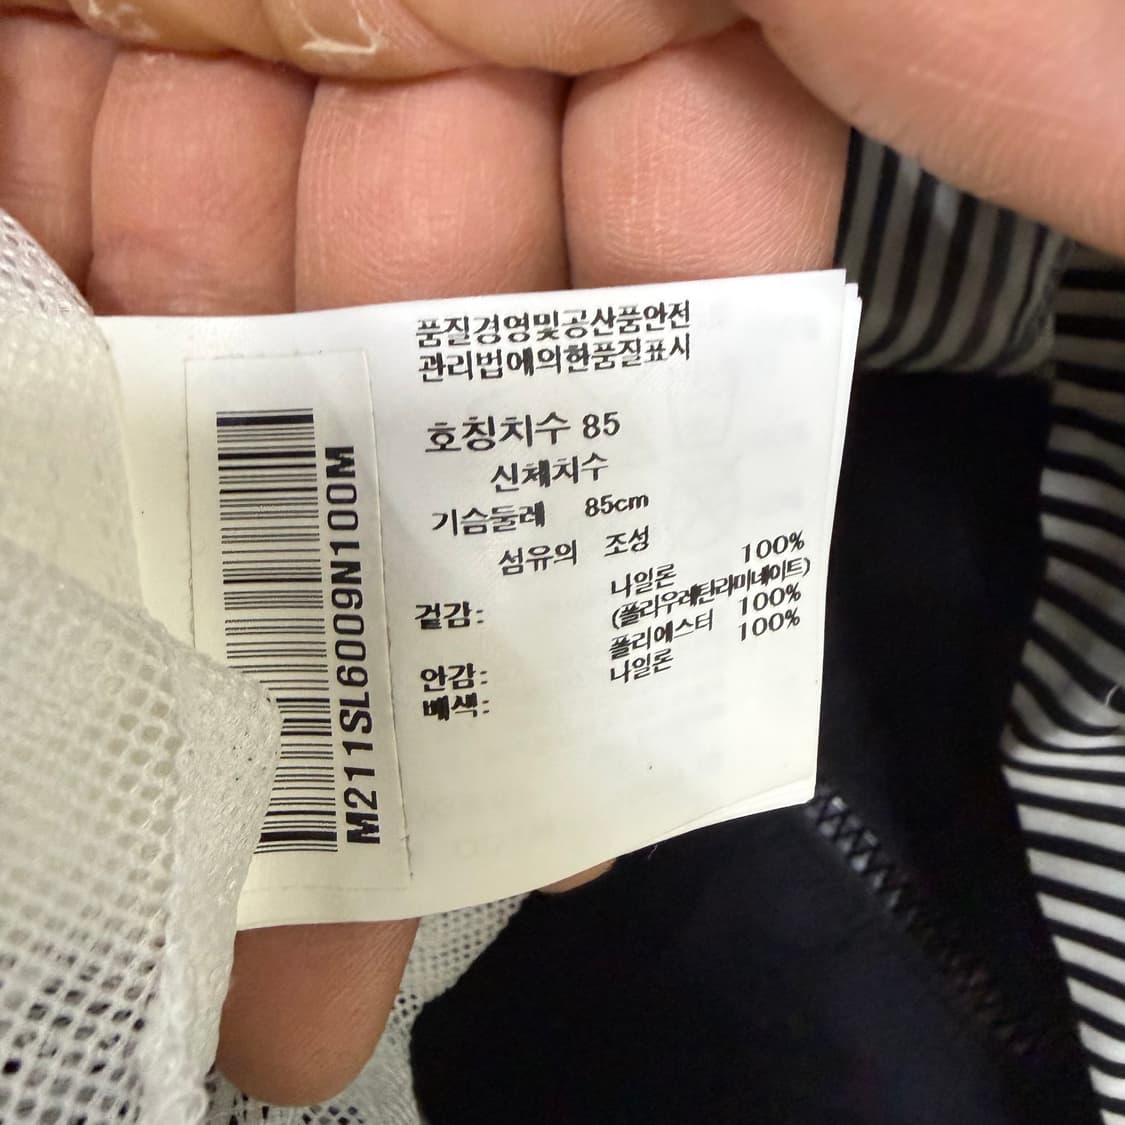 품질경영및공산품안전
관리법에의한품질표시
호칭치수 85
신체치수
기슴둘레 85cm
섬유의 조성
겉감: 나일론 100%
(폴리우레탄라미네이트)
안감: 폴리에스터 100%
배색: 나일론 100%
M211SL6009N100M